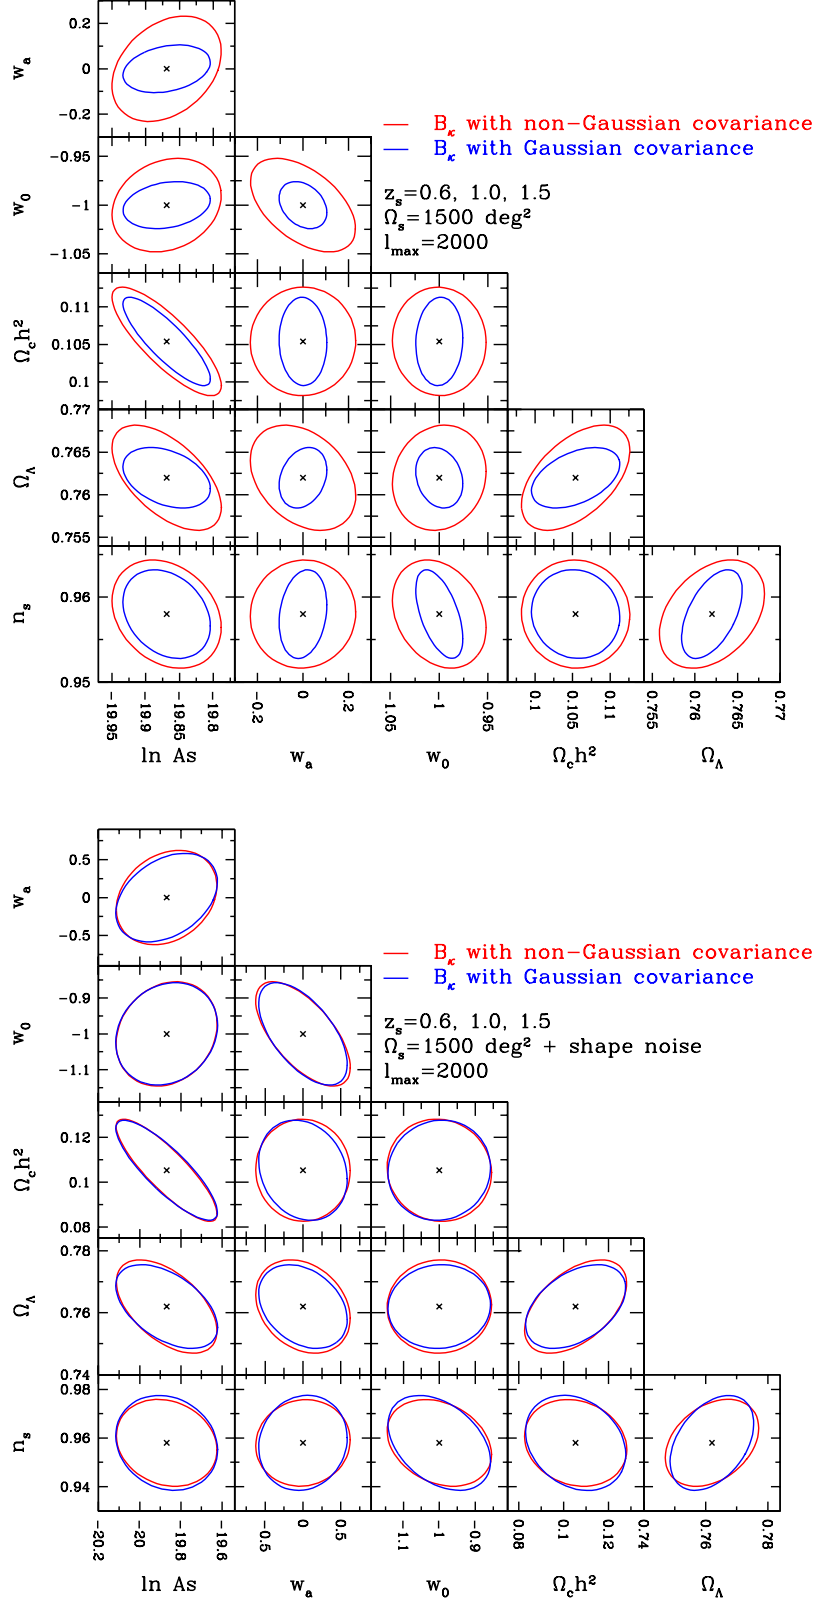 0.2
w_a
0
−0.2
B_κ with non−Gaussian covariance
−0.95
B_κ with Gaussian covariance
w_0
−1
z_s=0.6, 1.0, 1.5
Ω_s=1500 deg²
−1.05
l_max=2000
0.11
Ω_c h²
0.105
0.1
0.77
0.765
Ω_Λ
0.76
0.755
0.96
n_s
0.95
−19.95 −19.9 −19.85 −19.8 −0.2 0 0.2 −1.05 −1 −0.95 0.1 0.105 0.11 0.755 0.76 0.765 0.77
ln As w_a w_0 Ω_c h² Ω_Λ
0.5
w_a
0
−0.5
B_κ with non−Gaussian covariance
B_κ with Gaussian covariance
−0.9
w_0
−1
z_s=0.6, 1.0, 1.5
Ω_s=1500 deg² + shape noise
−1.1
l_max=2000
0.12
Ω_c h²
0.1
0.08
0.78
Ω_Λ
0.76
0.74
0.98
n_s
0.96
0.94
−20.2 −20 −19.8 −19.6 −0.5 0 0.5 −1.1 −1 −0.9 0.08 0.1 0.12 0.74 0.76 0.78
ln As w_a w_0 Ω_c h² Ω_Λ